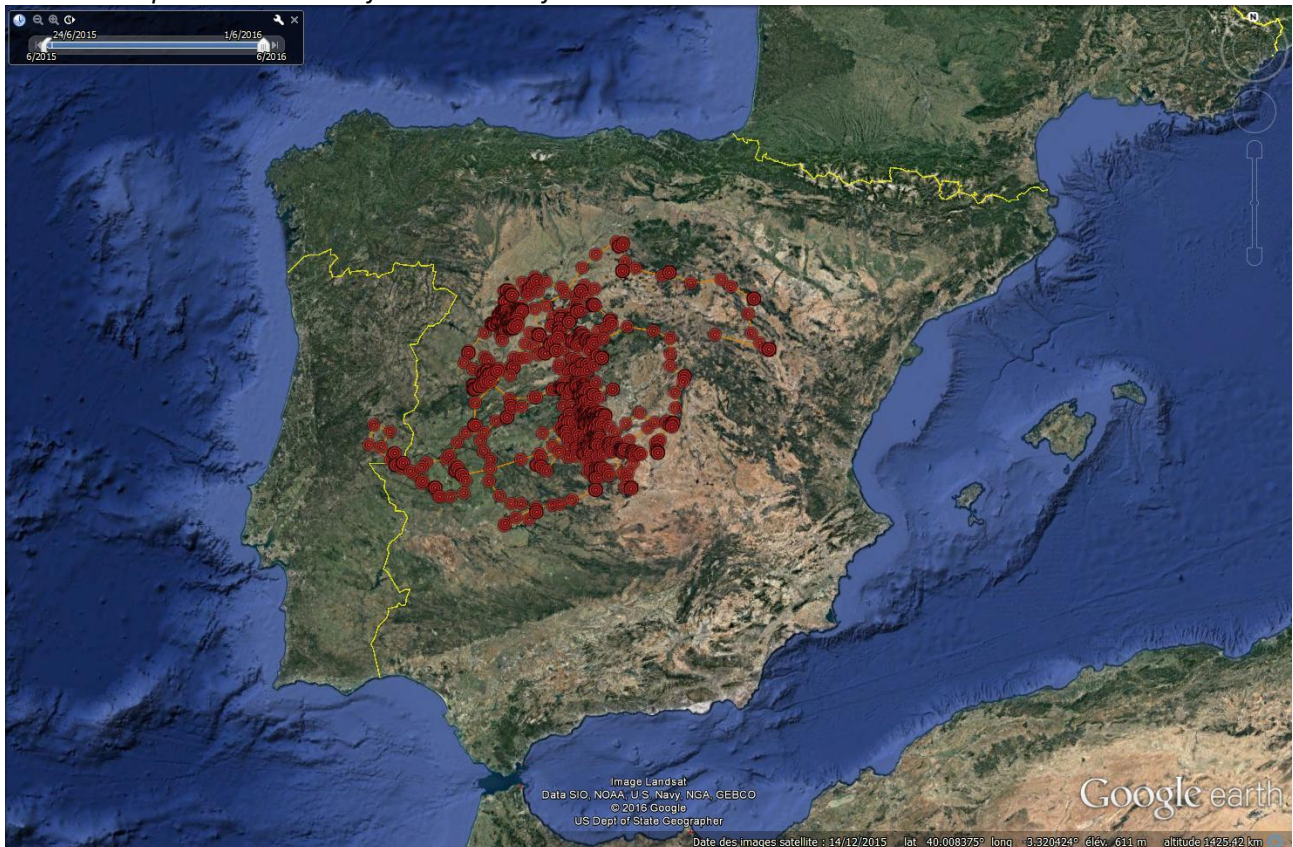 24/6/2015 1/6/2016
6/2015 6/2016
N
Image Landsat
Data SIO, NOAA, U.S. Navy, NGA, GEBCO
© 2016 Google
US Dept of State Geographer
Google earth
Date des images satellite : 14/12/2015 lat 40.008375° long -3.320424° élév. 611 m altitude 1425.42 km